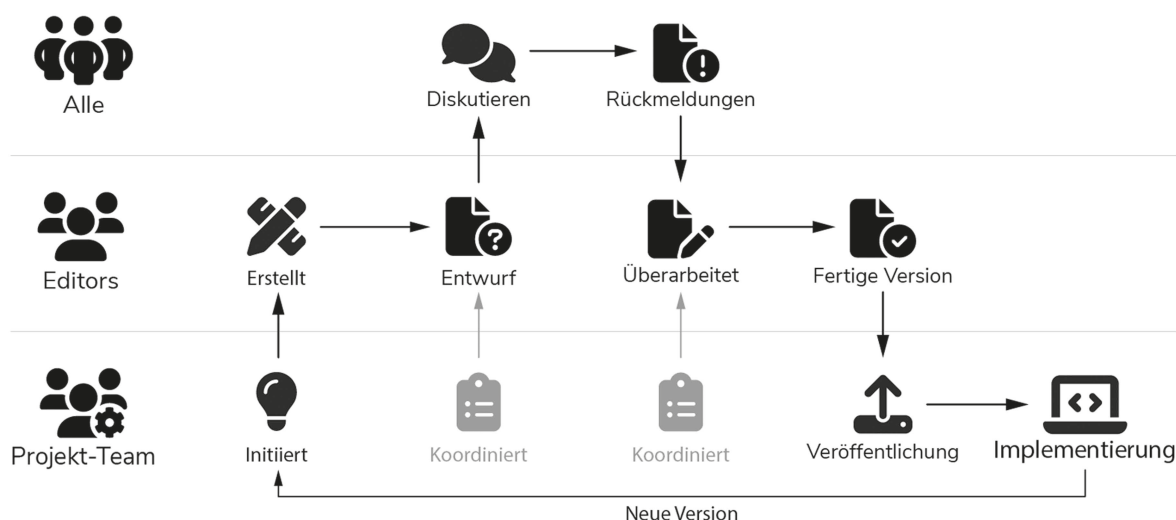 Alle
Diskutieren
Rückmeldungen
Editors
Erstellt
Entwurf
Überarbeitet
Fertige Version
Projekt-Team
Initiiert
Koordiniert
Koordiniert
Veröffentlichung
Implementierung
Neue Version